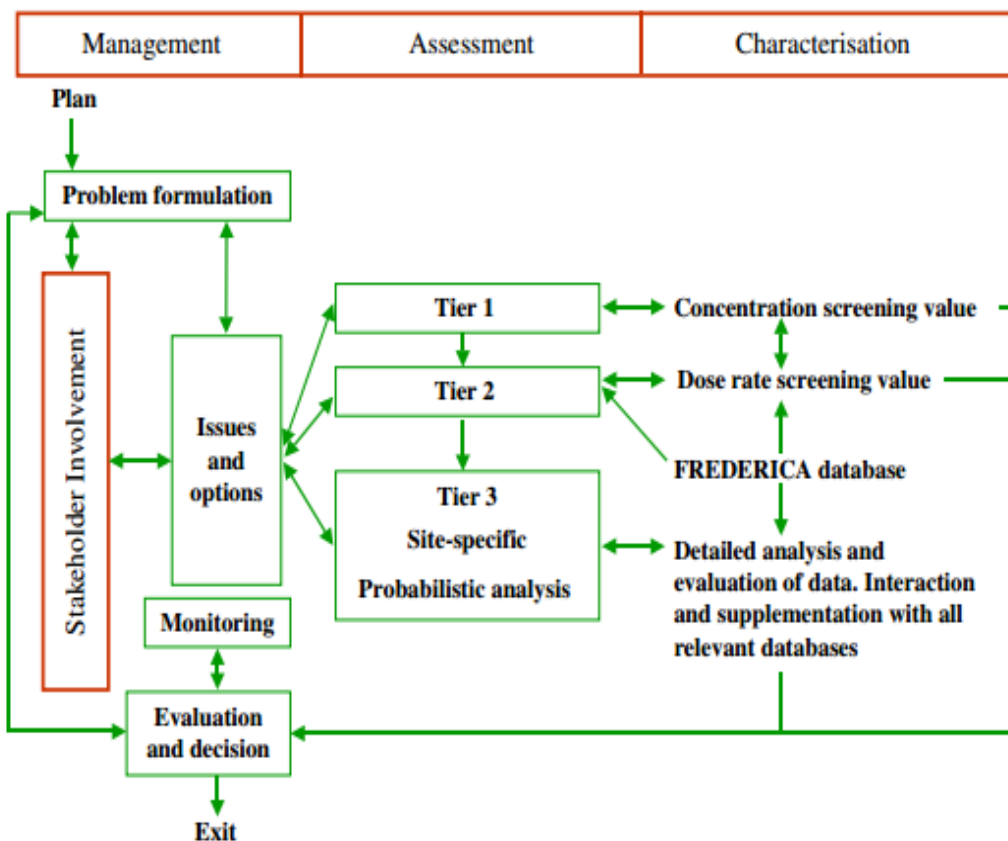 Management
Assessment
Characterisation
Plan
Problem formulation
Stakeholder Involvement
Issues
and
options
Monitoring
Evaluation
and decision
Exit
Tier 1
Tier 2
Tier 3
Site-specific
Probabilistic analysis
Concentration screening value
Dose rate screening value
FREDERICA database
Detailed analysis and
evaluation of data. Interaction
and supplementation with all
relevant databases